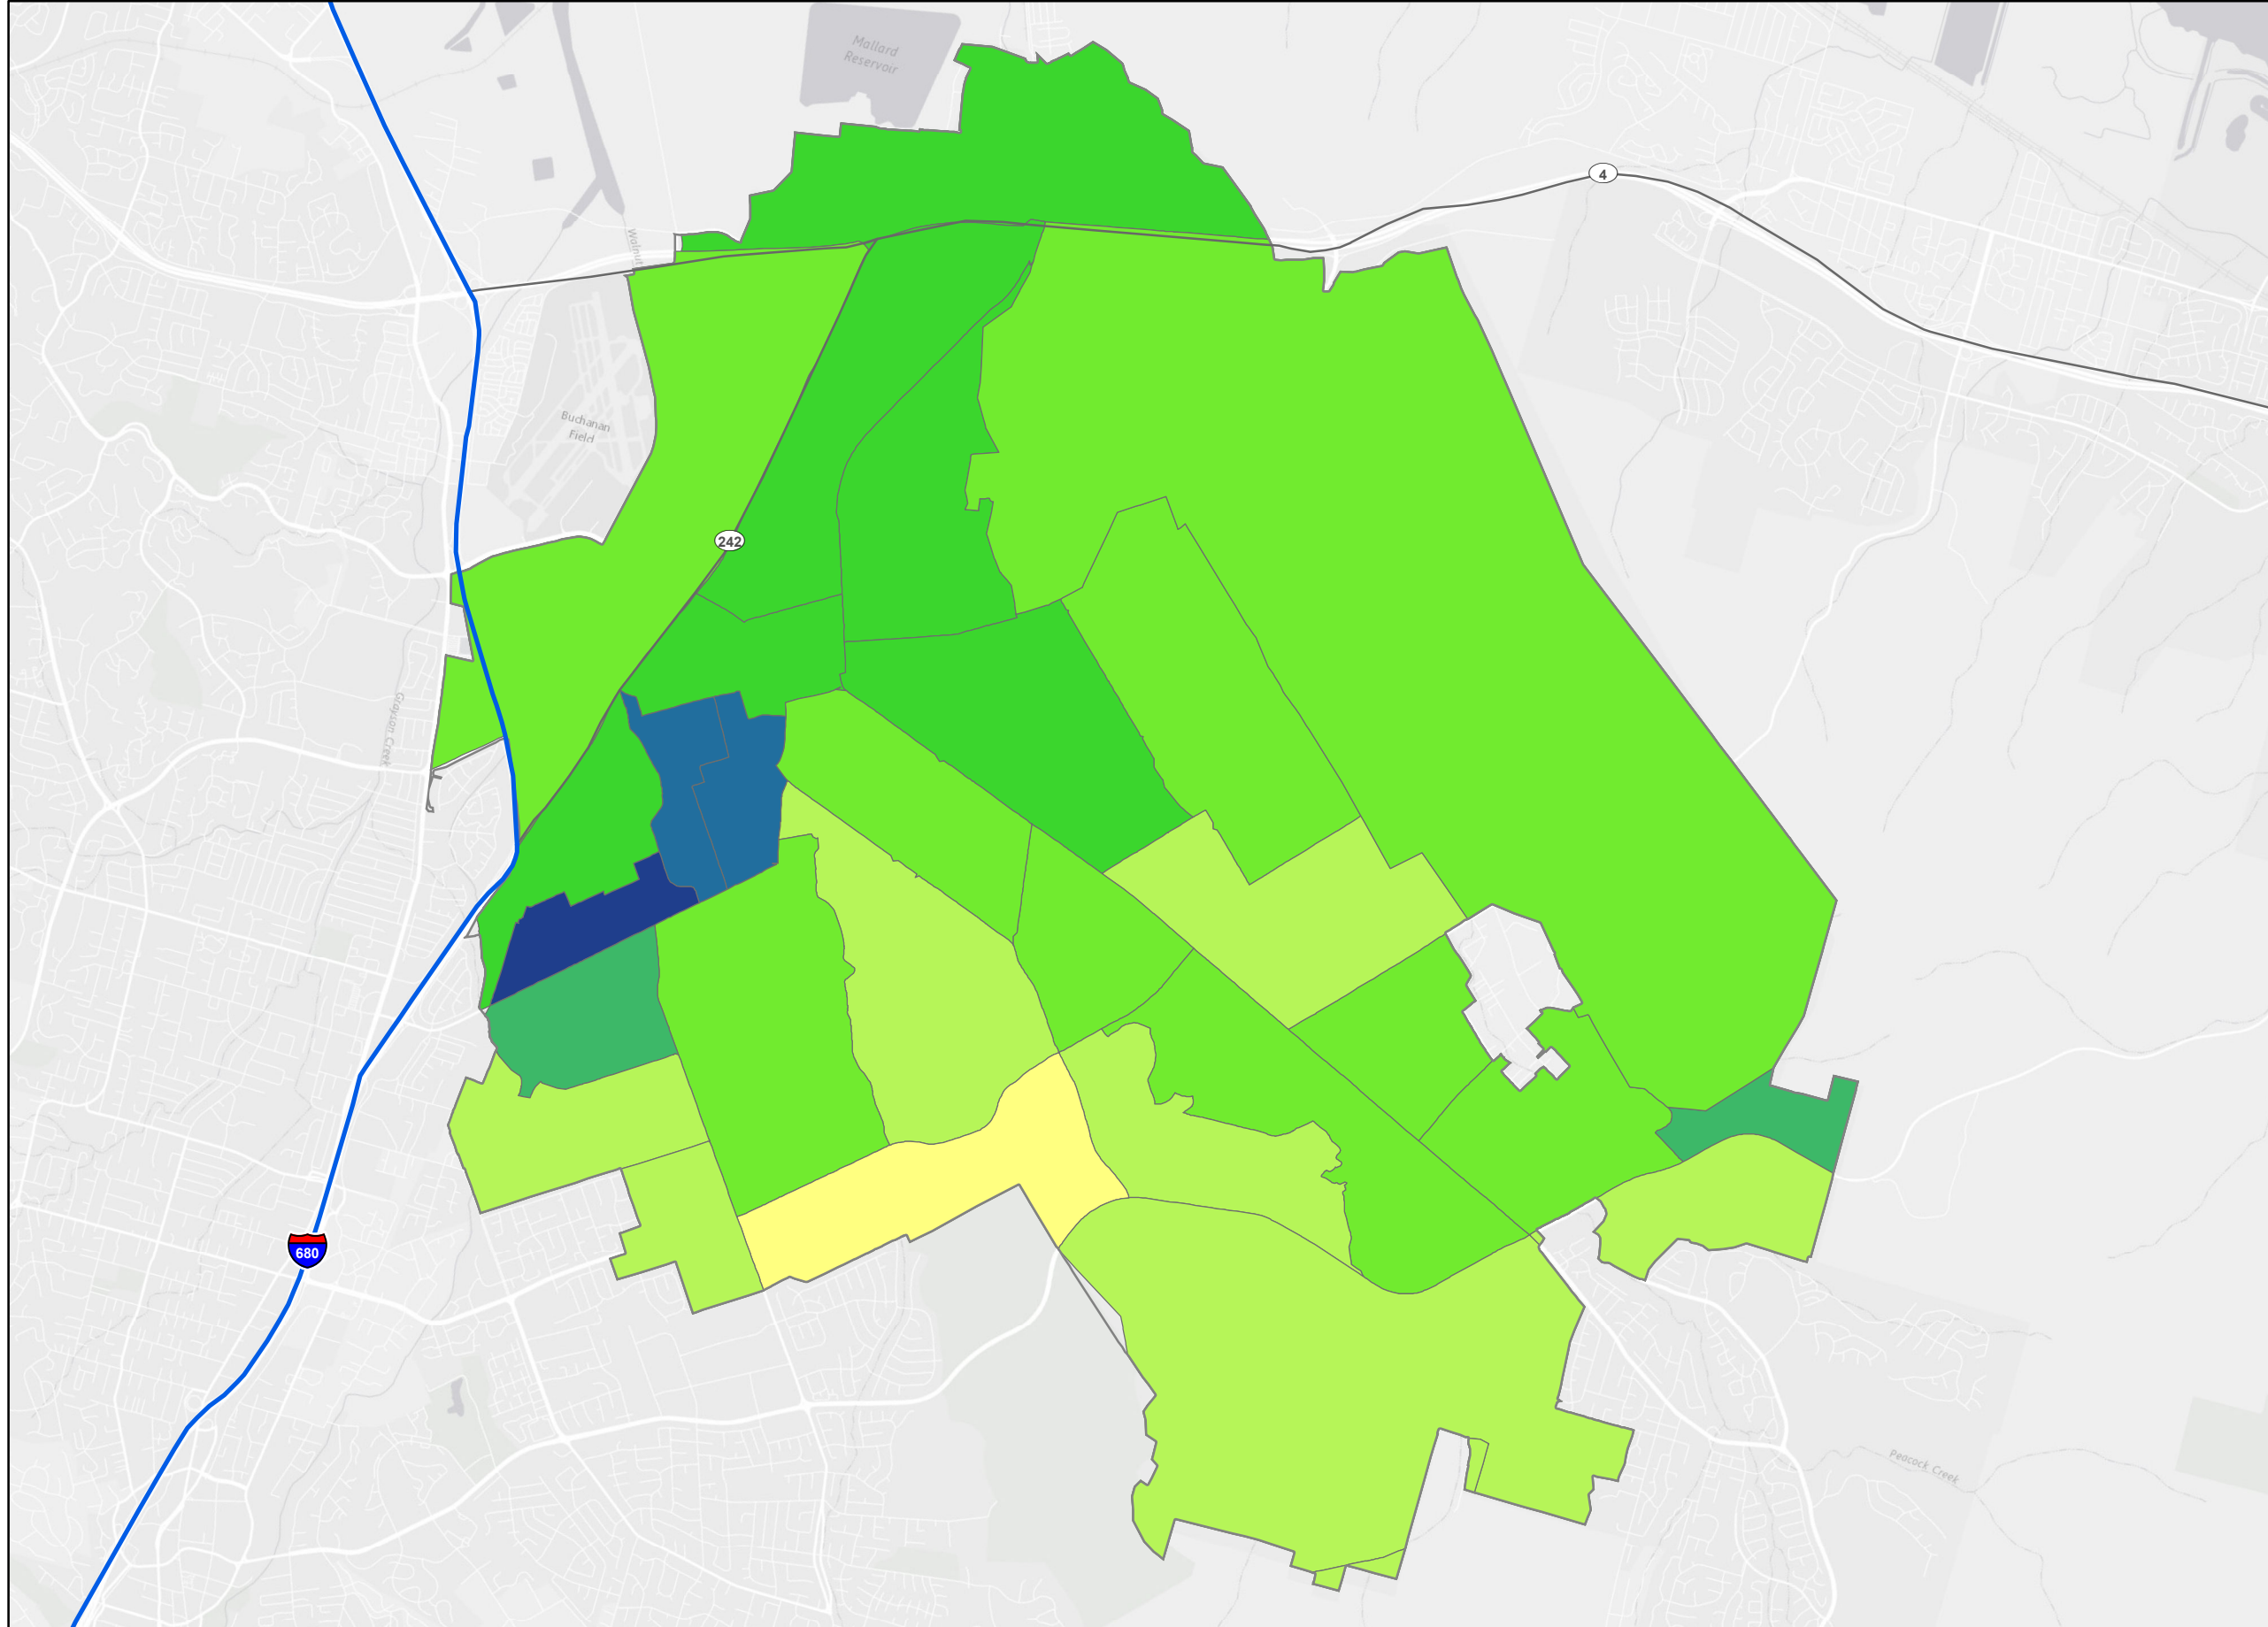 Mallard
Reservoir
4
Walnut
Buchanan
Field
242
Grayson Creek
680
Peacock Creek